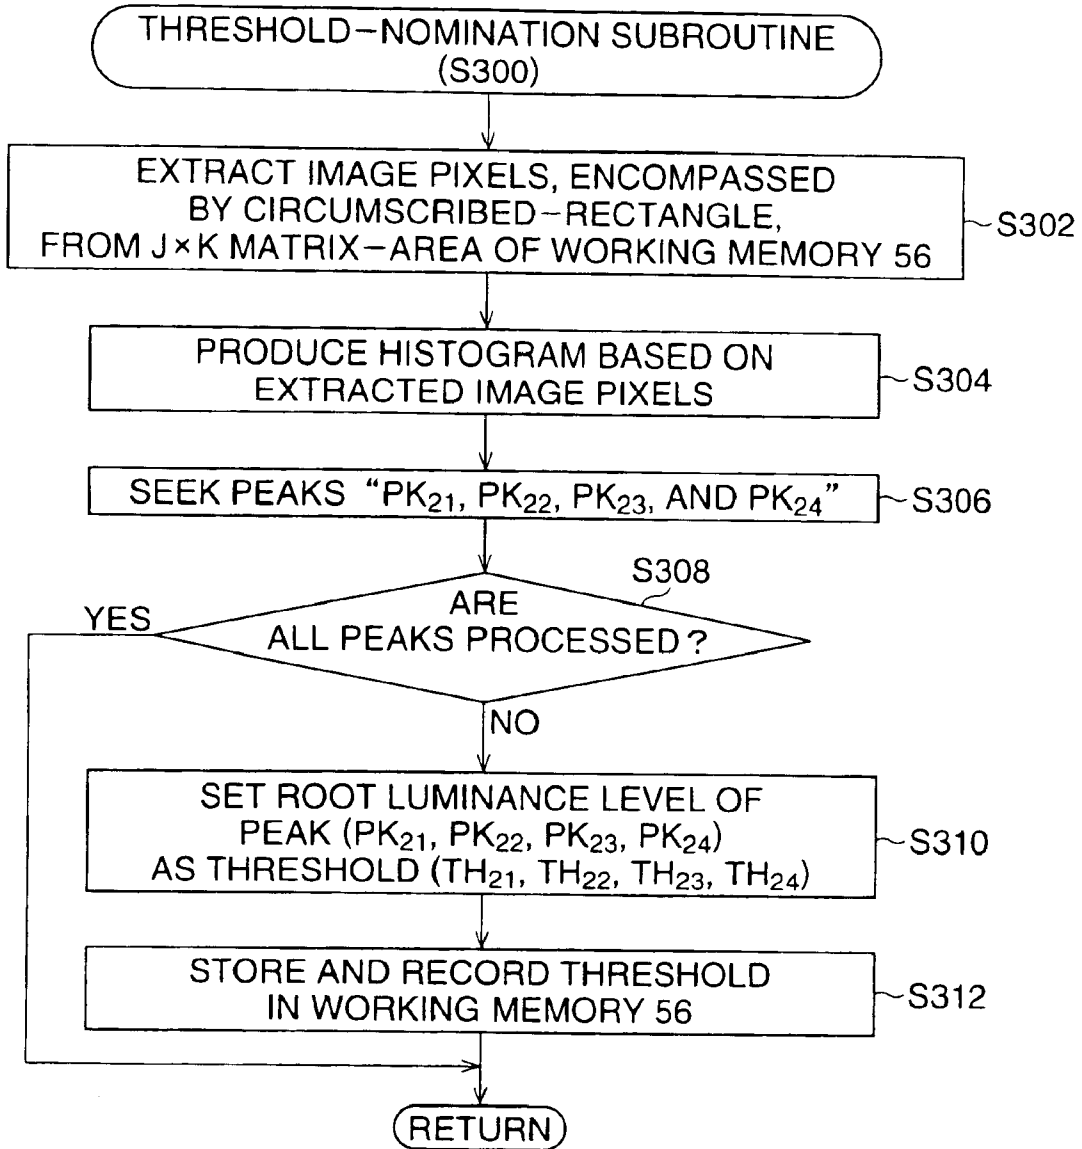 THRESHOLD-NOMINATION SUBROUTINE
(S300)
EXTRACT IMAGE PIXELS, ENCOMPASSED
BY CIRCUMSCRIBED-RECTANGLE,
FROM J×K MATRIX-AREA OF WORKING MEMORY 56
S302
PRODUCE HISTOGRAM BASED ON
EXTRACTED IMAGE PIXELS
S304
SEEK PEAKS “PK21, PK22, PK23, AND PK24”
S306
S308
YES
ARE
ALL PEAKS PROCESSED?
NO
SET ROOT LUMINANCE LEVEL OF
PEAK (PK21, PK22, PK23, PK24)
AS THRESHOLD (TH21, TH22, TH23, TH24)
S310
STORE AND RECORD THRESHOLD
IN WORKING MEMORY 56
S312
RETURN